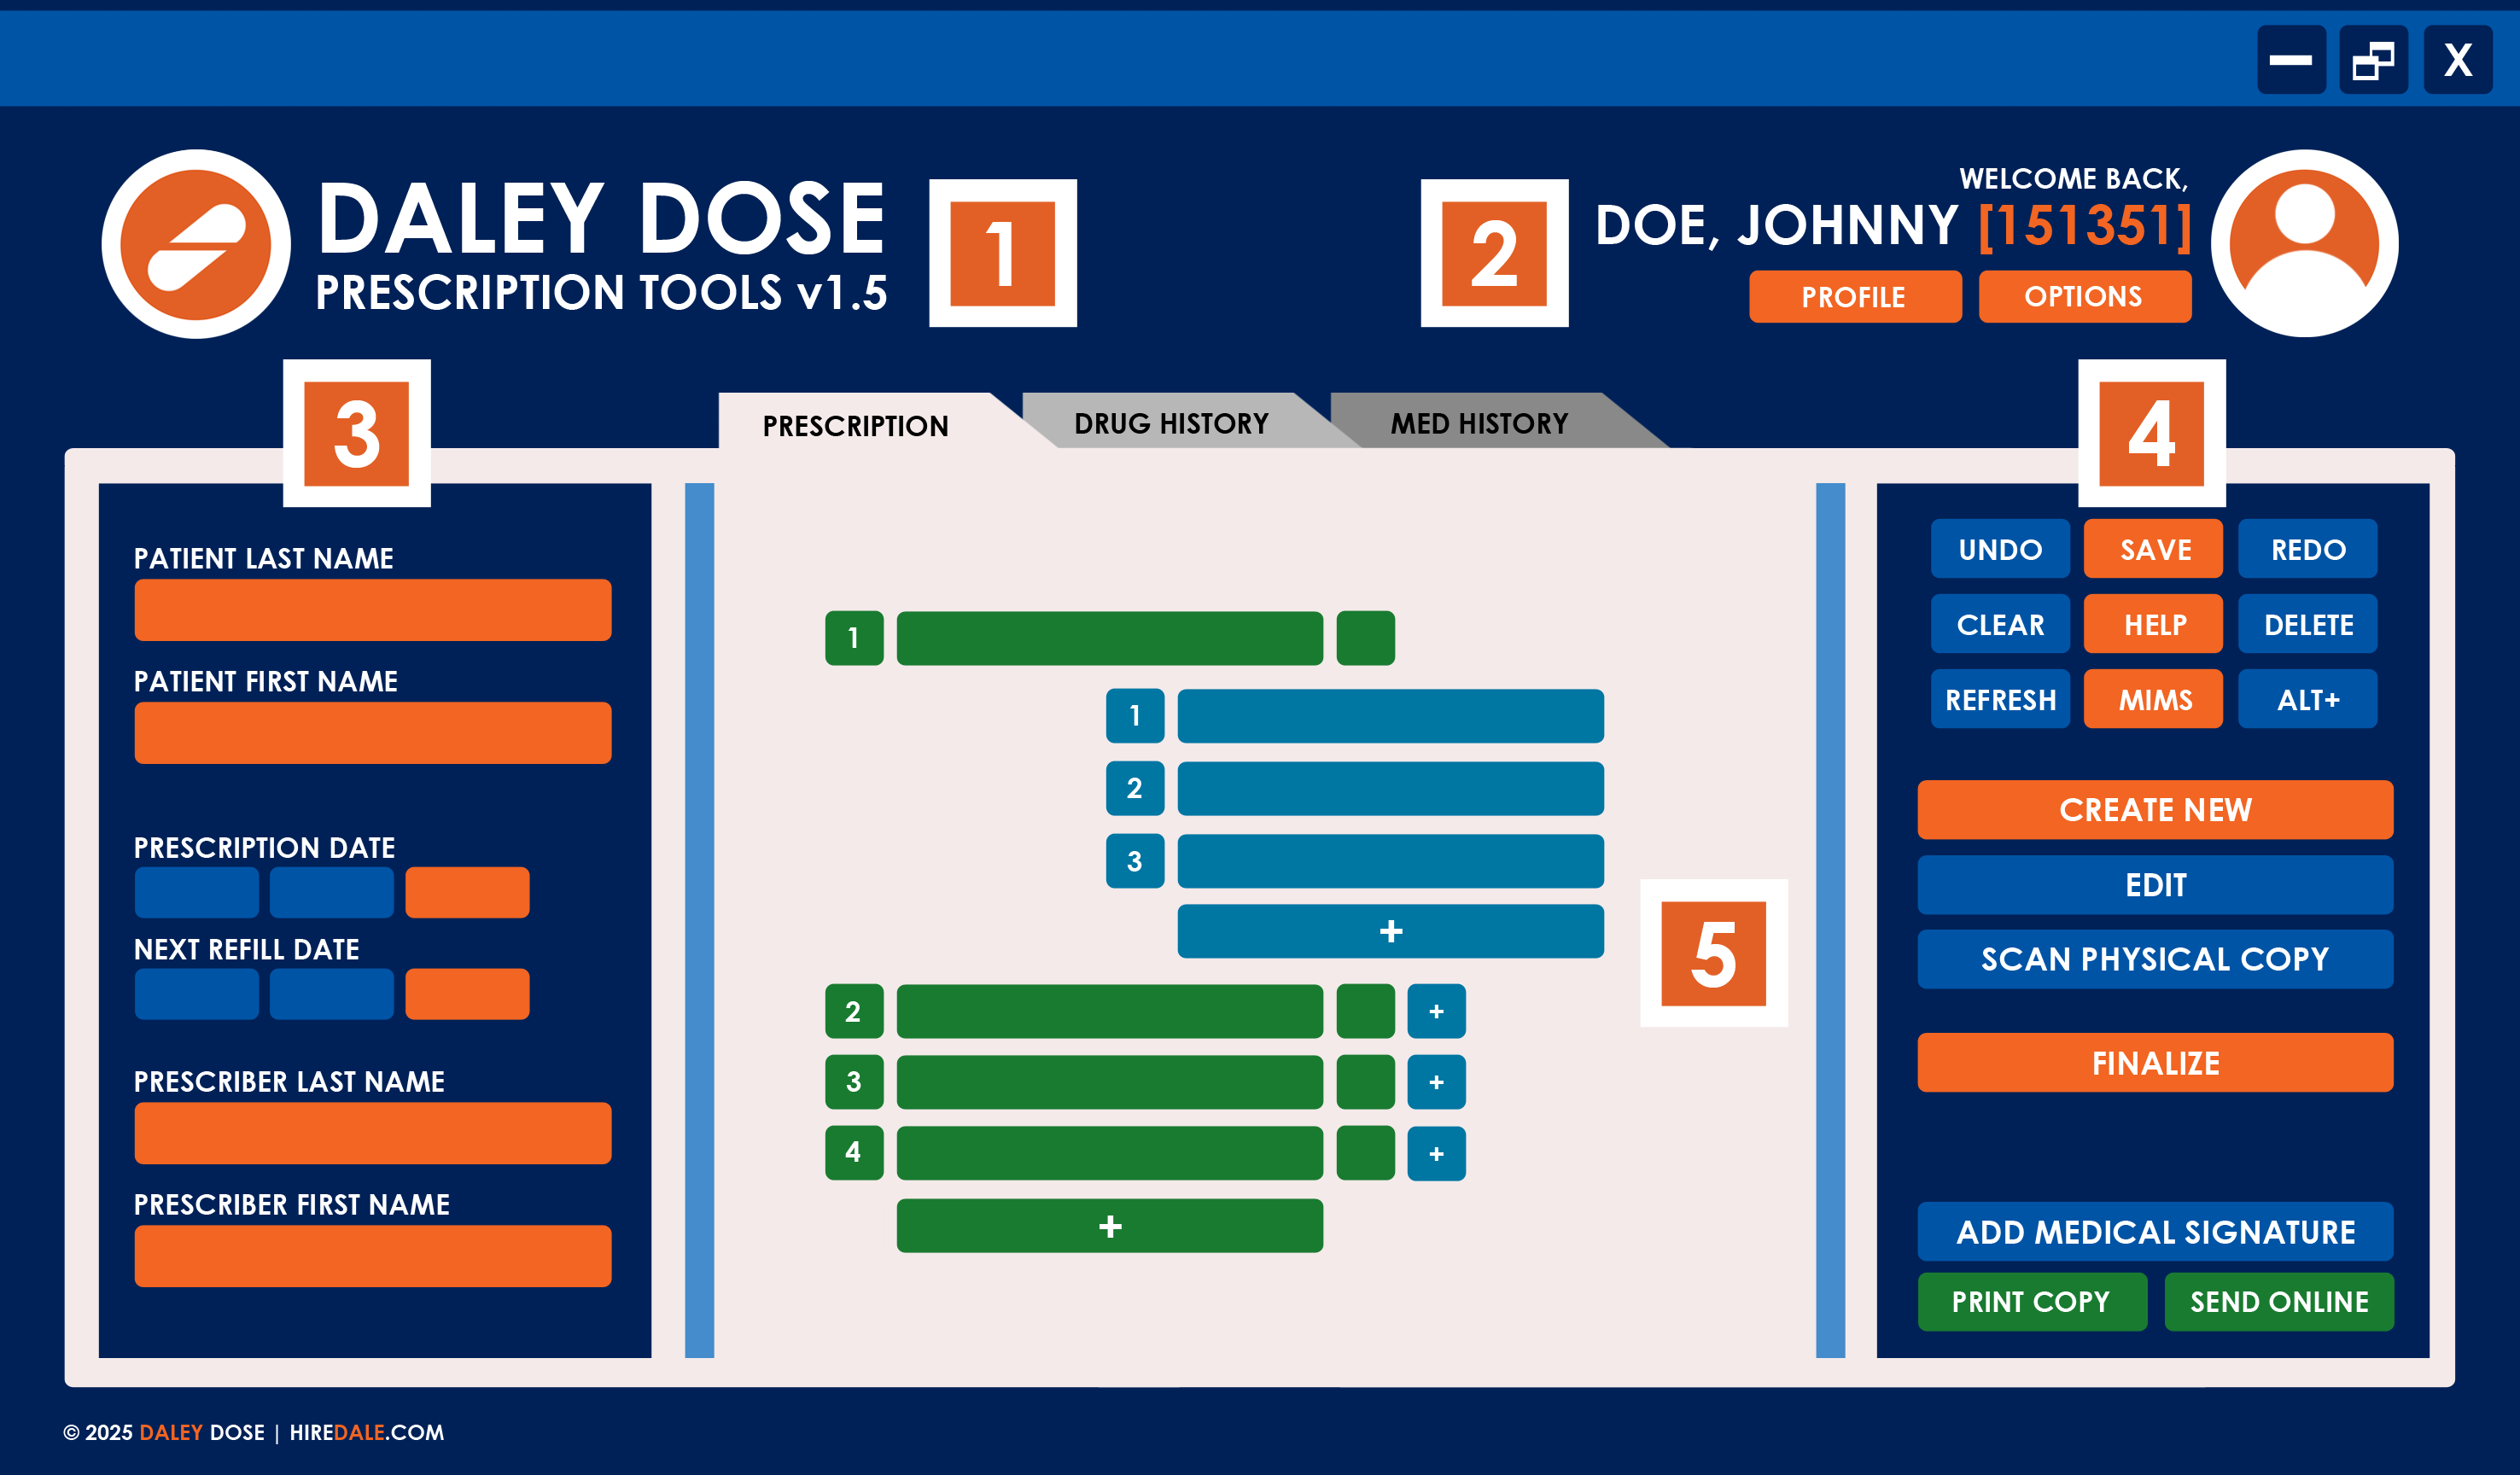 X
DALEY DOSE
PRESCRIPTION TOOLS v1.5
1
2
WELCOME BACK,
DOE, JOHNNY [151351]
PROFILE
OPTIONS
3
PRESCRIPTION
DRUG HISTORY
MED HISTORY
4
PATIENT LAST NAME
PATIENT FIRST NAME
PRESCRIPTION DATE
NEXT REFILL DATE
PRESCRIBER LAST NAME
PRESCRIBER FIRST NAME
1
1
2
3
+
2
+
3
+
4
+
+
5
UNDO
SAVE
REDO
CLEAR
HELP
DELETE
REFRESH
MIMS
ALT+
CREATE NEW
EDIT
SCAN PHYSICAL COPY
FINALIZE
ADD MEDICAL SIGNATURE
PRINT COPY
SEND ONLINE
© 2025 DALEY DOSE | HIREDALE.COM